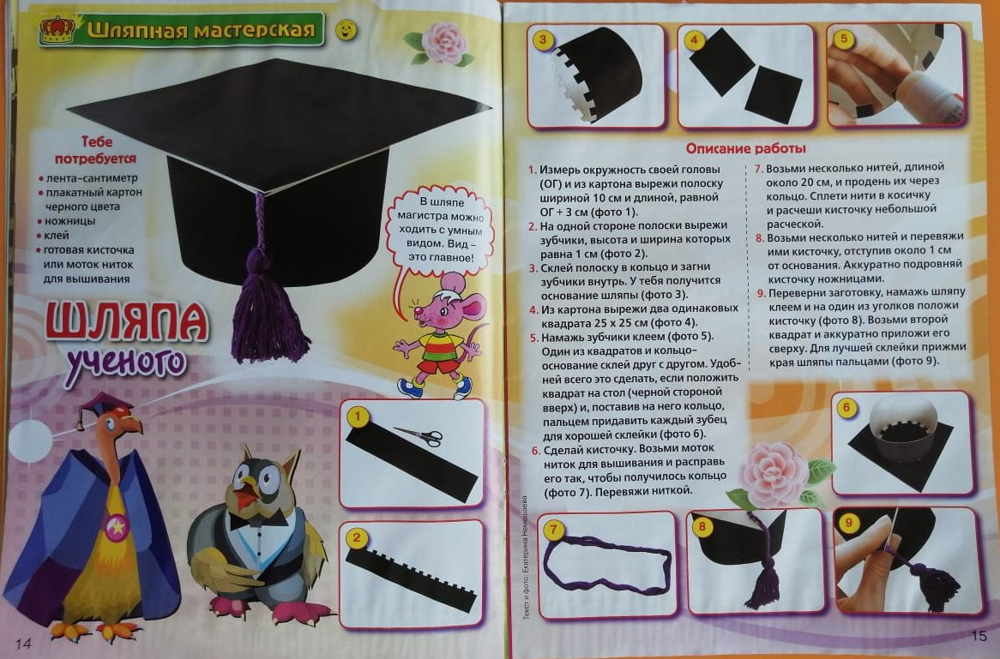 Шляпная мастерская
Тебе
потребуется
• лента-сантиметр
• плакатный картон
черного цвета
• ножницы
• клей
• готовая кисточка
или моток ниток
для вышивания
В шляпе
магистра можно
ходить с умным
видом. Вид –
это главное!
ШЛЯПА
ученого
1
2
14
3
4
5
Описание работы
1. Измерь окружность своей головы
(ОГ) и из картона вырежи полоску
шириной 10 см и длиной, равной
ОГ + 3 см (фото 1).
2. На одной стороне полоски вырежи
зубчики, высота и ширина которых
равна 1 см (фото 2).
3. Склей полоску в кольцо и загни
зубчики внутрь. У тебя получится
основание шляпы (фото 3).
4. Из картона вырежи два одинаковых
квадрата 25 х 25 см (фото 4).
5. Намажь зубчики клеем (фото 5).
Один из квадратов и кольцо-
основание склей друг с другом. Удоб-
ней всего это сделать, если положить
квадрат на стол (черной стороной
вверх) и, поставив на него кольцо,
пальцем придавить каждый зубец
для хорошей склейки (фото 6).
6. Сделай кисточку. Возьми моток
ниток для вышивания и расправь
его так, чтобы получилось кольцо
(фото 7). Перевяжи ниткой.
7. Возьми несколько нитей, длиной
около 20 см, и продень их через
кольцо. Сплети нити в косичку
и расчеши кисточку небольшой
расческой.
8. Возьми несколько нитей и перевяжи
ими кисточку, отступив около 1 см
от основания. Аккуратно подровняй
кисточку ножницами.
9. Переверни заготовку, намажь шляпу
клеем и на один из уголков положи
кисточку (фото 8). Возьми второй
квадрат и аккуратно приложи его
сверху. Для лучшей склейки прижми
края шляпы пальцами (фото 9).
6
7
8
9
Текст и фото: Екатерина Немошаева
15